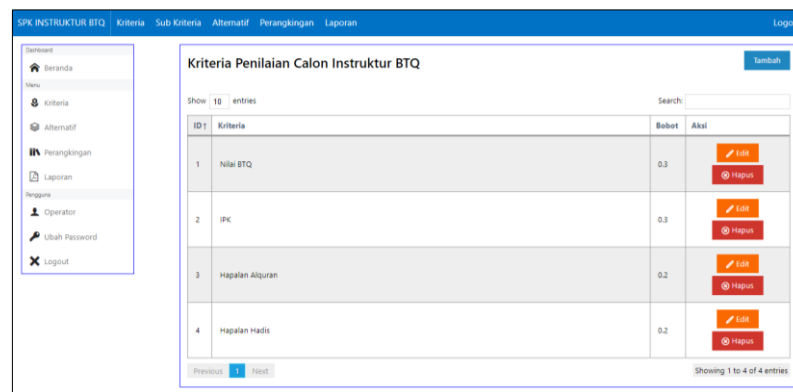 SPK INSTRUKTUR BTQ Kriteria Sub Kriteria Alternatif Perangkingan Laporan Logo
Dashboard
Beranda
Menu
Kriteria
Alternatif
Perangkingan
Laporan
Pengguna
Operator
Ubah Password
Logout
Kriteria Penilaian Calon Instruktur BTQ Tambah
Show 10 entries Search:
ID↑ Kriteria Bobot Aksi
1 Nilai BTQ 0.3 Edit
Hapus
2 IPK 0.3 Edit
Hapus
3 Hapalan Alquran 0.2 Edit
Hapus
4 Hapalan Hadis 0.2 Edit
Hapus
Previous 1 Next Showing 1 to 4 of 4 entries